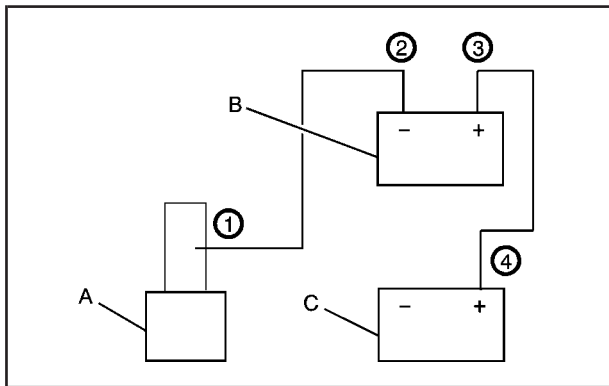 ② ③
B
− +
①
④
A
C
− +